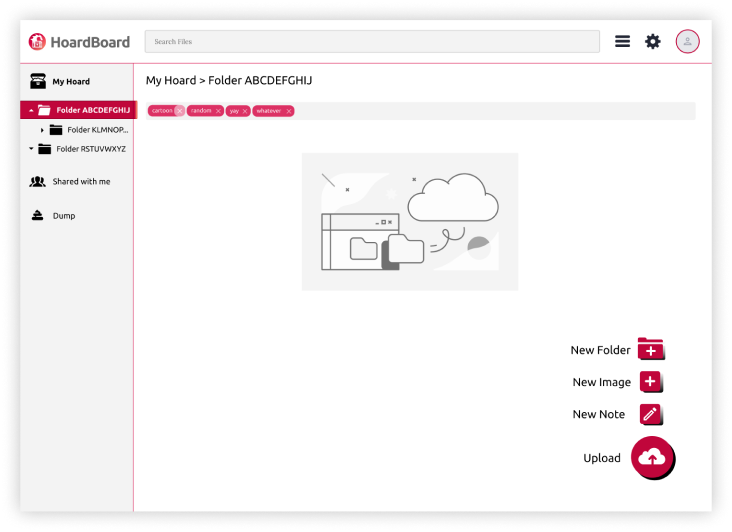 HoardBoard
Search Files
My Hoard
Folder ABCDEFGHIJ
Folder KLMNOP...
Folder RSTUVWXYZ
Shared with me
Dump
My Hoard > Folder ABCDEFGHIJ
cartoon × random × yay × whatever ×
New Folder
New Image
New Note
Upload